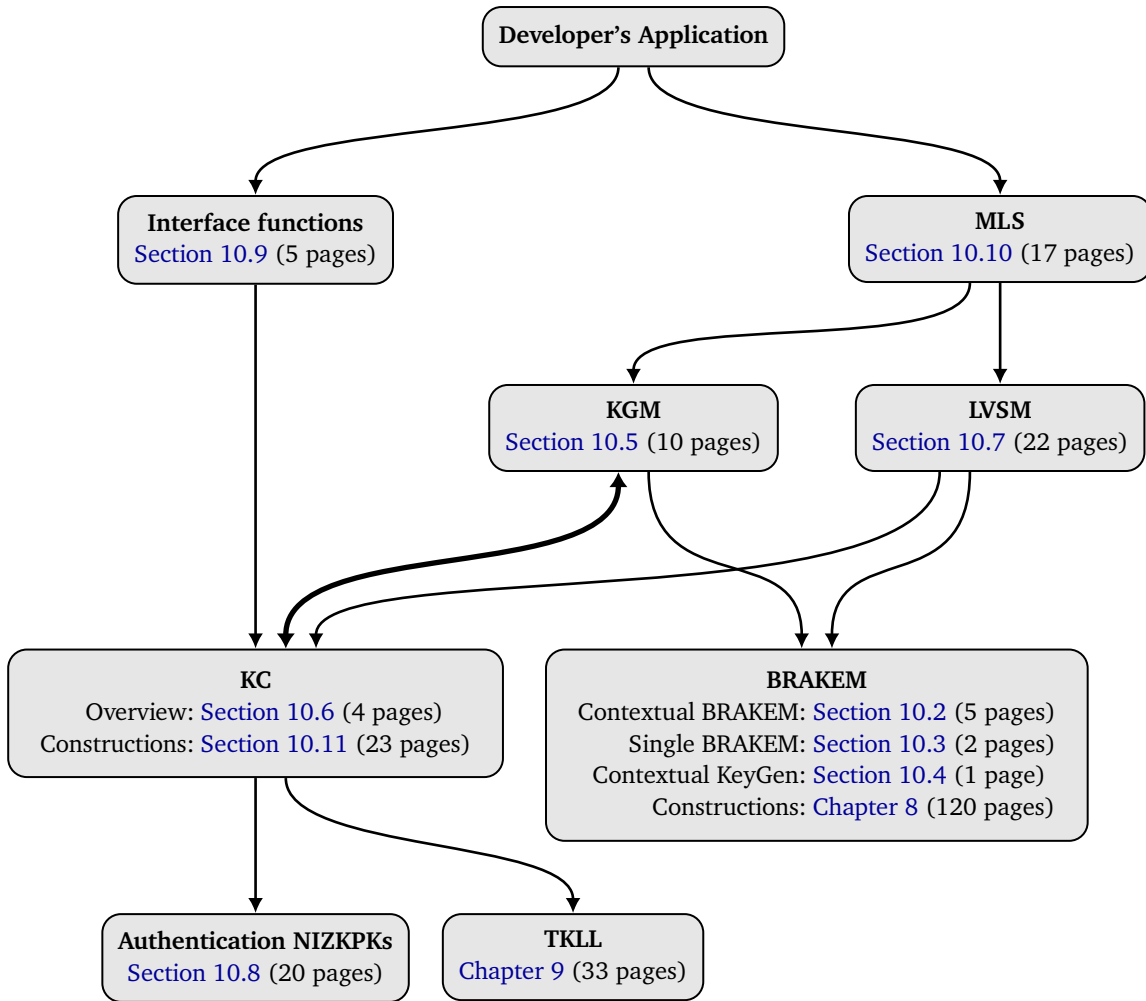 Developer's Application
Interface functions
Section 10.9 (5 pages)
MLS
Section 10.10 (17 pages)
KGM
Section 10.5 (10 pages)
LVSM
Section 10.7 (22 pages)
KC
Overview: Section 10.6 (4 pages)
Constructions: Section 10.11 (23 pages)
BRAKEM
Contextual BRAKEM: Section 10.2 (5 pages)
Single BRAKEM: Section 10.3 (2 pages)
Contextual KeyGen: Section 10.4 (1 page)
Constructions: Chapter 8 (120 pages)
Authentication NIZKPKs
Section 10.8 (20 pages)
TKLL
Chapter 9 (33 pages)